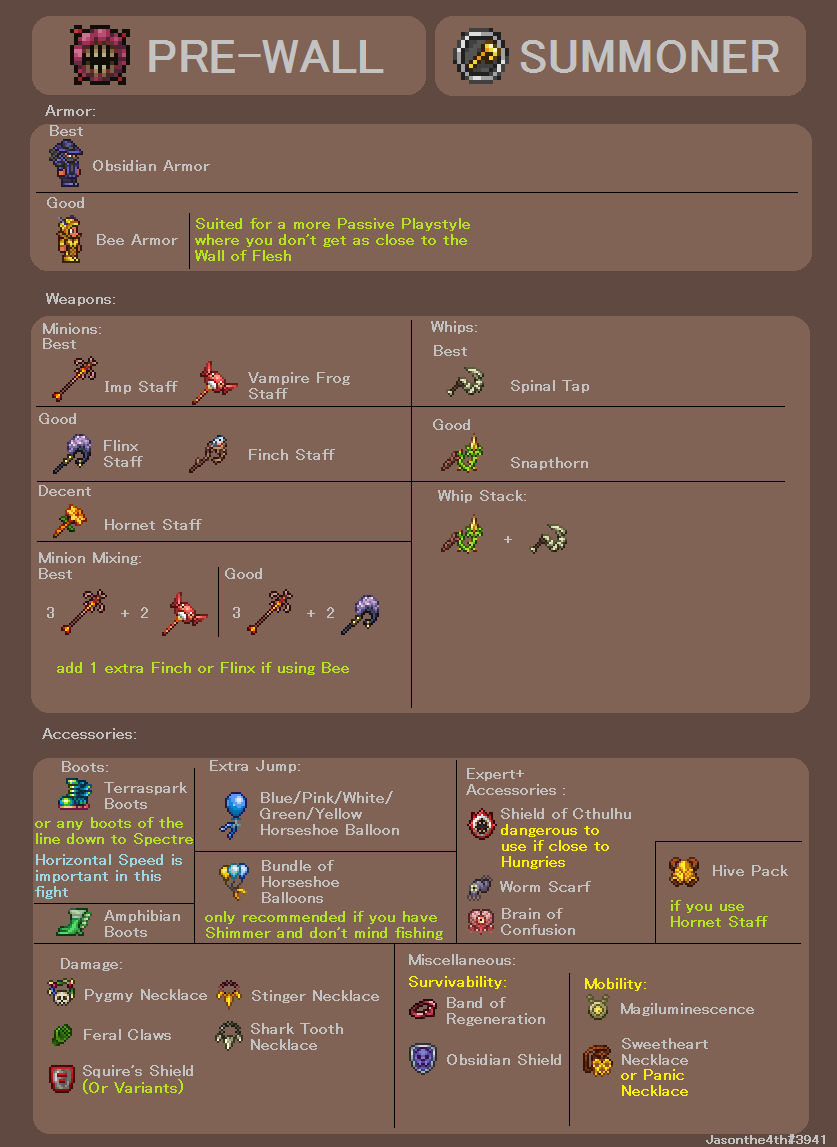 PRE-WALL
SUMMONER
Armor:
Best
Obsidian Armor
Good
Bee Armor
Suited for a more Passive Playstyle
where you don't get as close to the
Wall of Flesh
Weapons:
Minions:
Best
Imp Staff
Vampire Frog
Staff
Good
Flinx
Staff
Finch Staff
Decent
Hornet Staff
Minion Mixing:
Best
3 + 2
Good
3 + 2
add 1 extra Finch or Flinx if using Bee
Whips:
Best
Spinal Tap
Good
Snapthorn
Whip Stack:
+
Accessories:
Boots:
Terraspark
Boots
or any boots of the
line down to Spectre
Horizontal Speed is
important in this
fight
Amphibian
Boots
Extra Jump:
Blue/Pink/White/
Green/Yellow
Horseshoe Balloon
Bundle of
Horseshoe
Balloons
only recommended if you have
Shimmer and don't mind fishing
Expert+
Accessories :
Shield of Cthulhu
dangerous to
use if close to
Hungries
Worm Scarf
Brain of
Confusion
Hive Pack
if you use
Hornet Staff
Damage:
Pygmy Necklace
Stinger Necklace
Feral Claws
Shark Tooth
Necklace
Squire's Shield
(Or Variants)
Miscellaneous:
Survivability:
Band of
Regeneration
Obsidian Shield
Mobility:
Magiluminescence
Sweetheart
Necklace
or Panic
Necklace
Jasonthe4th#3941